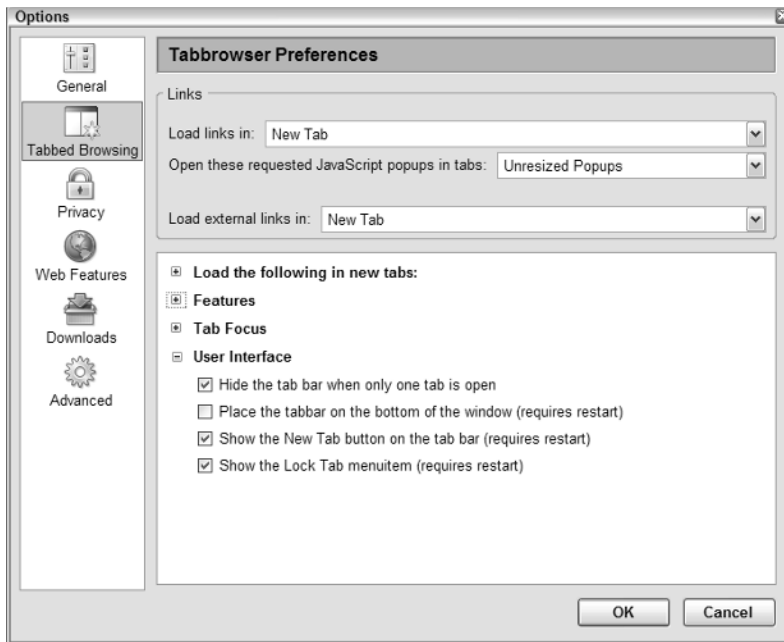 Options
General
Tabbed Browsing
Privacy
Web Features
Downloads
Advanced
Tabbrowser Preferences
Links
Load links in: New Tab
Open these requested JavaScript popups in tabs: Unresized Popups
Load external links in: New Tab
Load the following in new tabs:
Features
Tab Focus
User Interface
Hide the tab bar when only one tab is open
Place the tabbar on the bottom of the window (requires restart)
Show the New Tab button on the tab bar (requires restart)
Show the Lock Tab menuitem (requires restart)
OK Cancel